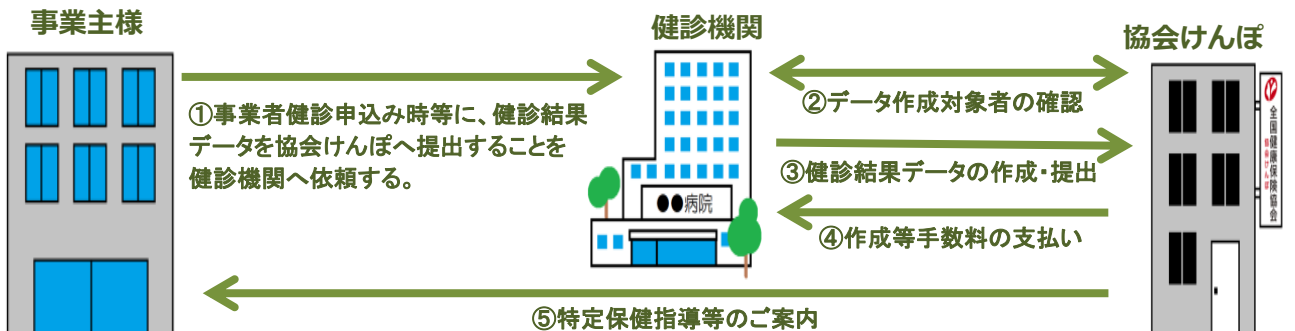 事業主様
健診機関
協会けんぽ
①事業者健診申込み時等に、健診結果
データを協会けんぽへ提出することを
健診機関へ依頼する。
②データ作成対象者の確認
③健診結果データの作成・提出
④作成等手数料の支払い
⑤特定保健指導等のご案内
●●病院
全国健康保険協会
協会けんぽ